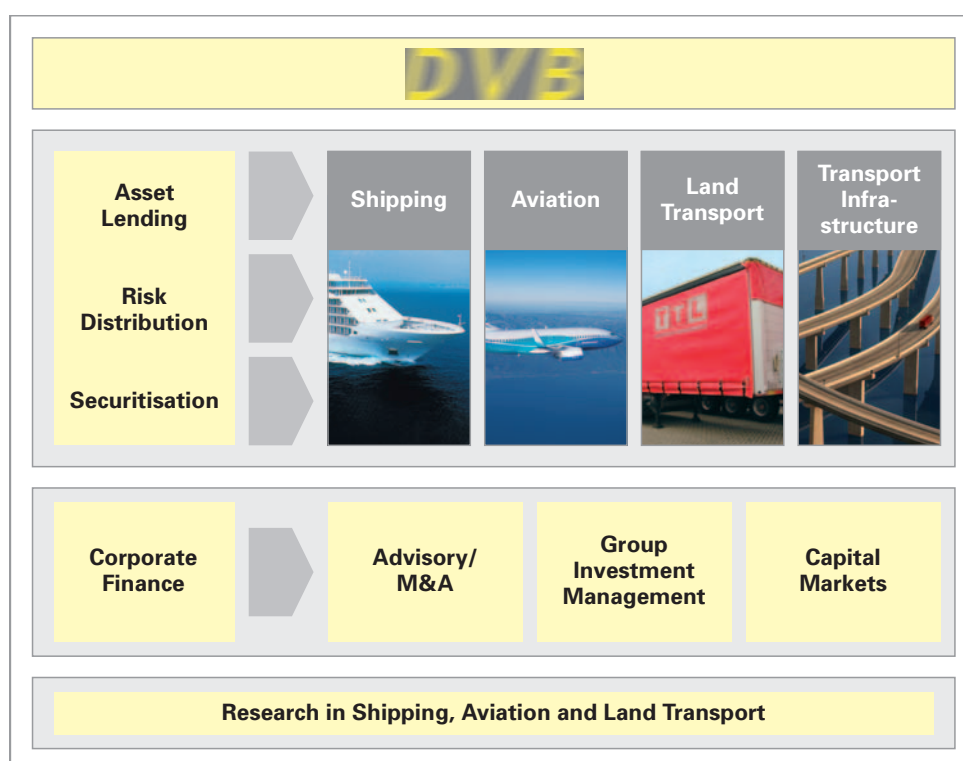 DVB
Asset
Lending
Risk
Distribution
Securitisation
Shipping
Aviation
Land
Transport
Transport
Infra-
structure
TTL
Corporate
Finance
Advisory/
M&A
Group
Investment
Management
Capital
Markets
Research in Shipping, Aviation and Land Transport